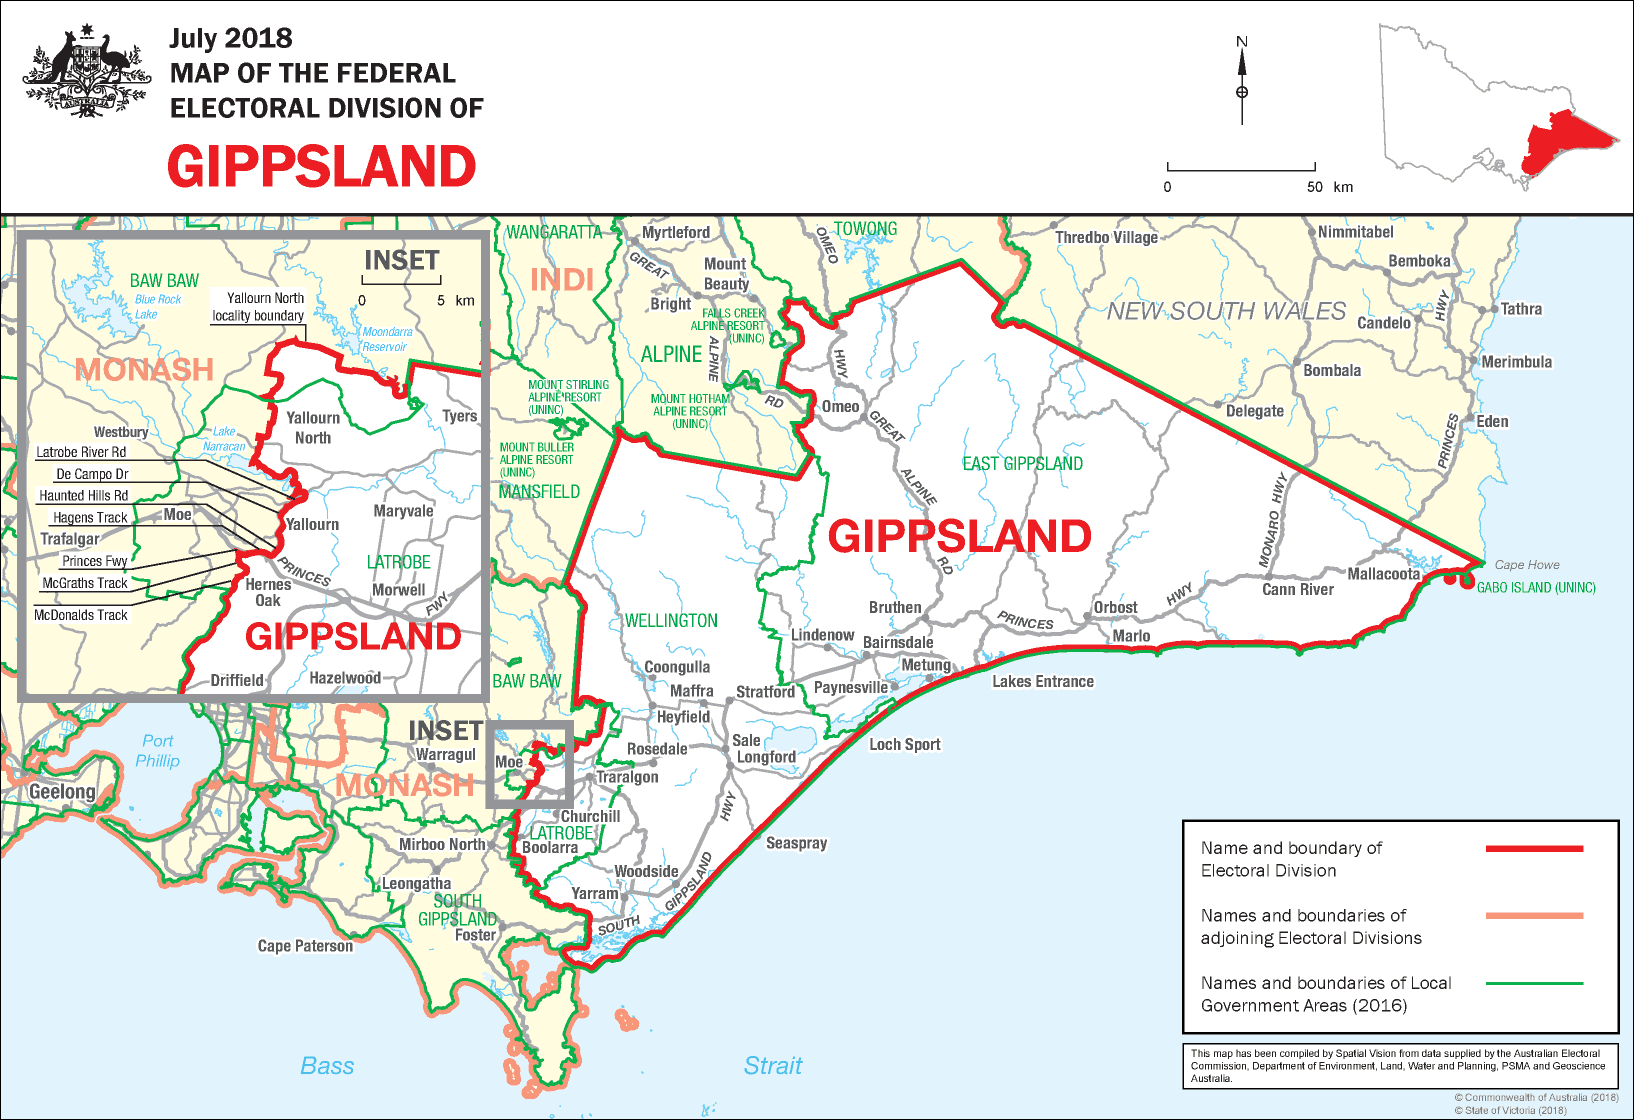 July 2018
MAP OF THE FEDERAL
ELECTORAL DIVISION OF
GIPPSLAND
AUSTRALIA
N
0 50 km
INSET
0 5 km
BAW BAW
Blue Rock
Lake
Yallourn North
locality boundary
Moondarra
Reservoir
MONASH
Yallourn
North
Tyers
Westbury
Lake
Narracan
Latrobe River Rd
De Campo Dr
Haunted Hills Rd
Hagens Track
Moe
Maryvale
Yallourn
Trafalgar
Princes Fwy
McGraths Track
McDonalds Track
PRINCES
FWY
LATROBE
Hernes
Oak
Morwell
GIPPSLAND
Driffield
Hazelwood
WANGARATTA
INDI
Myrtleford
GREAT
Mount
Beauty
Bright
OMEO
TOWONG
FALLS CREEK
ALPINE RESORT
(UNINC)
ALPINE
ALPINE
MOUNT STIRLING
ALPINE RESORT
(UNINC)
MOUNT HOTHAM
ALPINE RESORT
(UNINC)
RD
MOUNT BULLER
ALPINE RESORT
(UNINC)
MANSFIELD
HWY
Omeo
GREAT
ALPINE
RD
EAST GIPPSLAND
GIPPSLAND
Thredbo Village
Nimmitabel
Bemboka
HWY
Tathra
NEW SOUTH WALES
Candelo
Merimbula
Bombala
Delegate
PRINCES
Eden
MONARO HWY
Cape Howe
Mallacoota
GABO ISLAND (UNINC)
Cann River
HWY
Orbost
Marlo
PRINCES
Bruthen
Lindenow
Bairnsdale
Metung
Paynesville
Lakes Entrance
WELLINGTON
Coongulla
Maffra
Stratford
Heyfield
BAW BAW
Rosedale
Sale
Longford
Loch Sport
Traralgon
INSET
Warragul
Moe
MONASH
Port
Phillip
Geelong
Churchill
LATROBE
Boolarra
HWY
Seaspray
Mirboo North
Woodside
Leongatha
Yarram
GIPPSLAND
SOUTH
SOUTH
GIPPSLAND
Foster
Cape Paterson
Bass
Strait
Name and boundary of
Electoral Division
Names and boundaries of
adjoining Electoral Divisions
Names and boundaries of Local
Government Areas (2016)
This map has been compiled by Spatial Vision from data supplied by the Australian Electoral
Commission, Department of Environment, Land, Water and Planning, PSMA and Geoscience
Australia.
© Commonwealth of Australia (2018)
© State of Victoria (2018)